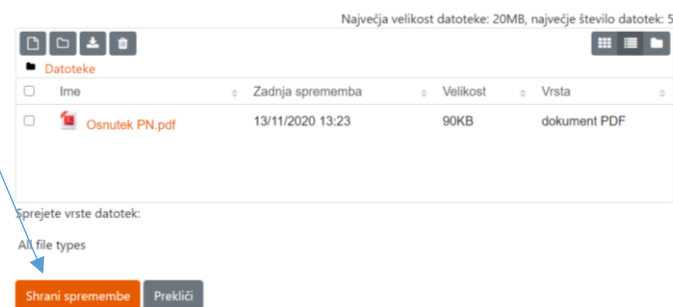 Največja velikost datoteke: 20MB, največje število datotek: 5
Datoteke
Ime Zadnja sprememba Velikost Vrsta
Osnutek PN.pdf 13/11/2020 13:23 90KB dokument PDF
Sprejete vrste datotek:
All file types
Shrani spremembe Prekliči